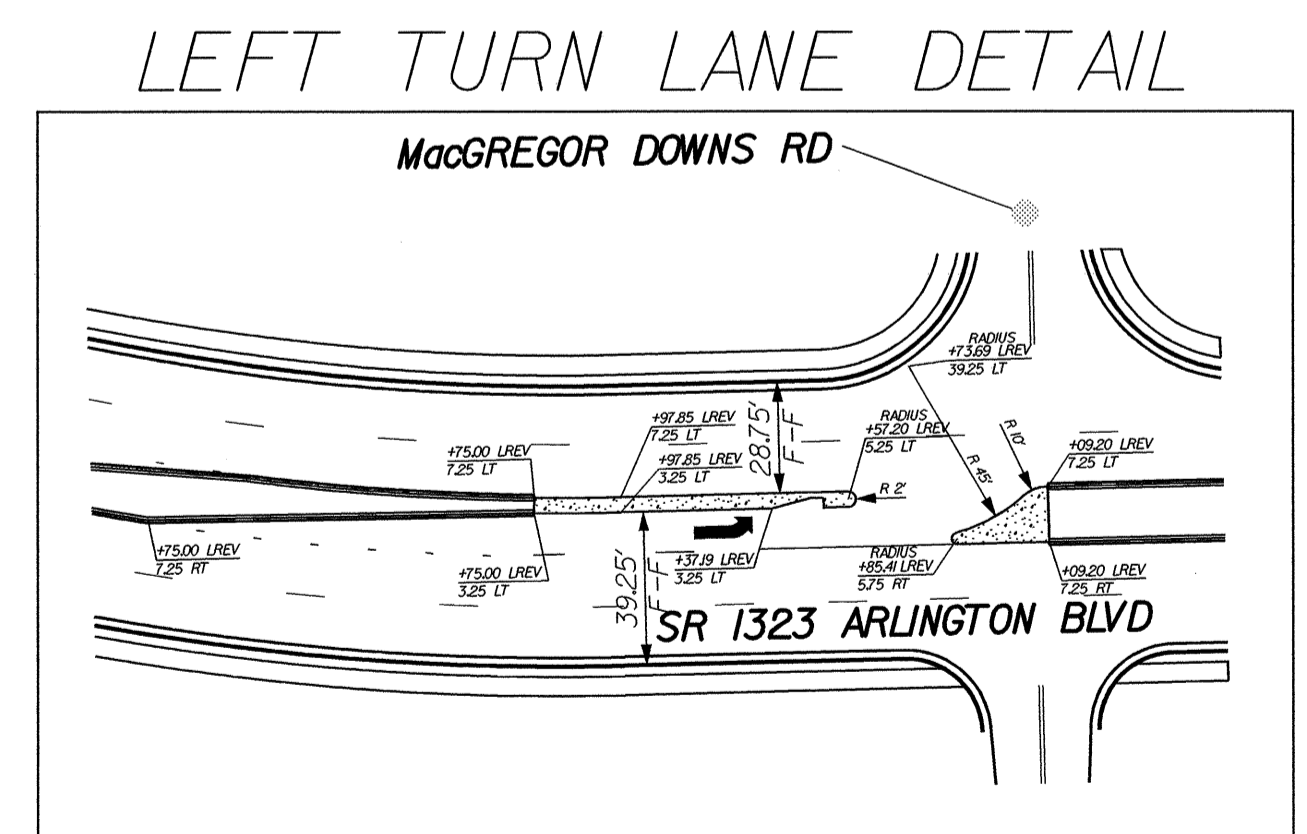 LEFT TURN LANE DETAIL
MacGREGOR DOWNS RD
RADIUS
+73.69 LREV
39.25 LT
+97.85 LREV
7.25 LT
28.75'
F-F
RADIUS
+57.20 LREV
5.25 LT
R 10'
+75.00 LREV
7.25 LT
+97.85 LREV
3.25 LT
+09.20 LREV
7.25 LT
R 45'
R 2'
+75.00 LREV
7.25 RT
+75.00 LREV
3.25 LT
39.25'
F-F
+37.19 LREV
3.25 LT
RADIUS
+85.41 LREV
5.75 RT
+09.20 LREV
7.25 RT
SR 1323 ARLINGTON BLVD